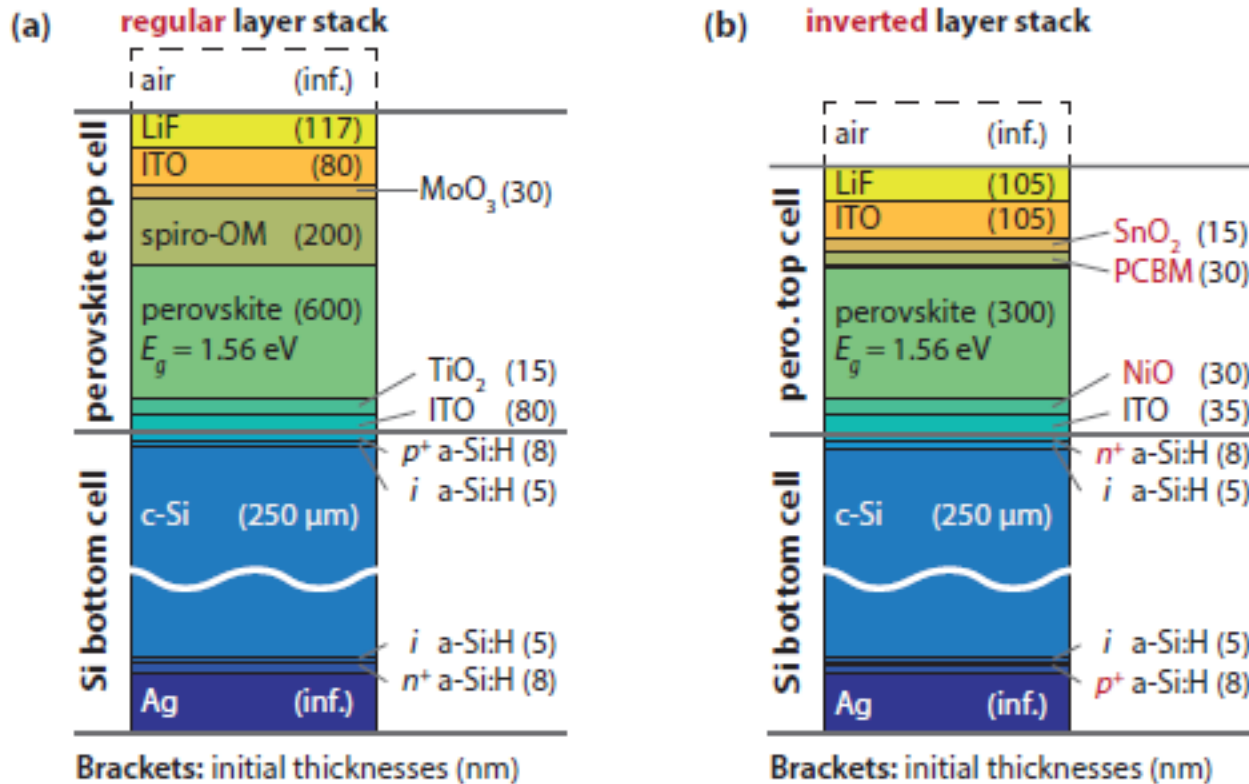 (a) regular layer stack
air (inf.)
LiF (117)
ITO (80)
MoO₃ (30)
spiro-OM (200)
perovskite (600)
E_g = 1.56 eV
TiO₂ (15)
ITO (80)
p⁺ a-Si:H (8)
i a-Si:H (5)
c-Si (250 µm)
i a-Si:H (5)
n⁺ a-Si:H (8)
Ag (inf.)
perovskite top cell
Si bottom cell
Brackets: initial thicknesses (nm)
(b) inverted layer stack
air (inf.)
LiF (105)
ITO (105)
SnO₂ (15)
PCBM (30)
perovskite (300)
E_g = 1.56 eV
NiO (30)
ITO (35)
n⁺ a-Si:H (8)
i a-Si:H (5)
c-Si (250 µm)
i a-Si:H (5)
p⁺ a-Si:H (8)
Ag (inf.)
pero. top cell
Si bottom cell
Brackets: initial thicknesses (nm)